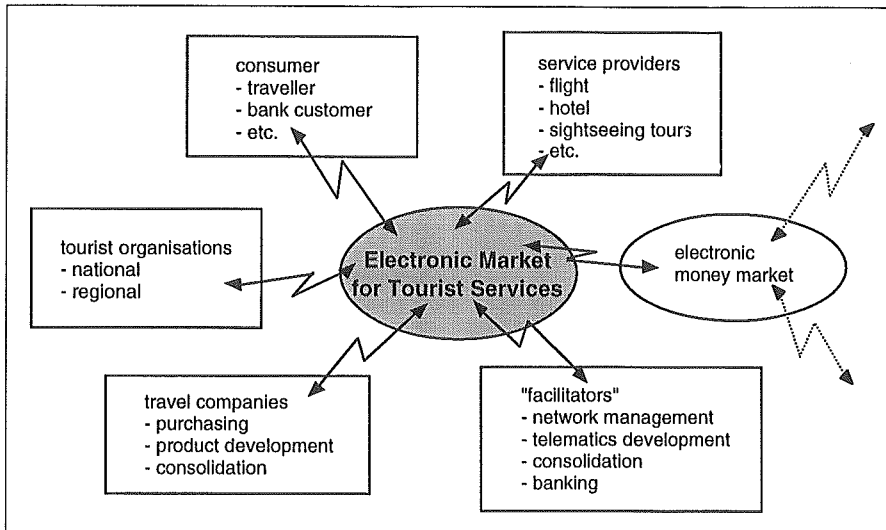 consumer
- traveller
- bank customer
- etc.
service providers
- flight
- hotel
- sightseeing tours
- etc.
tourist organisations
- national
- regional
Electronic Market
for Tourist Services
electronic
money market
travel companies
- purchasing
- product development
- consolidation
"facilitators"
- network management
- telematics development
- consolidation
- banking